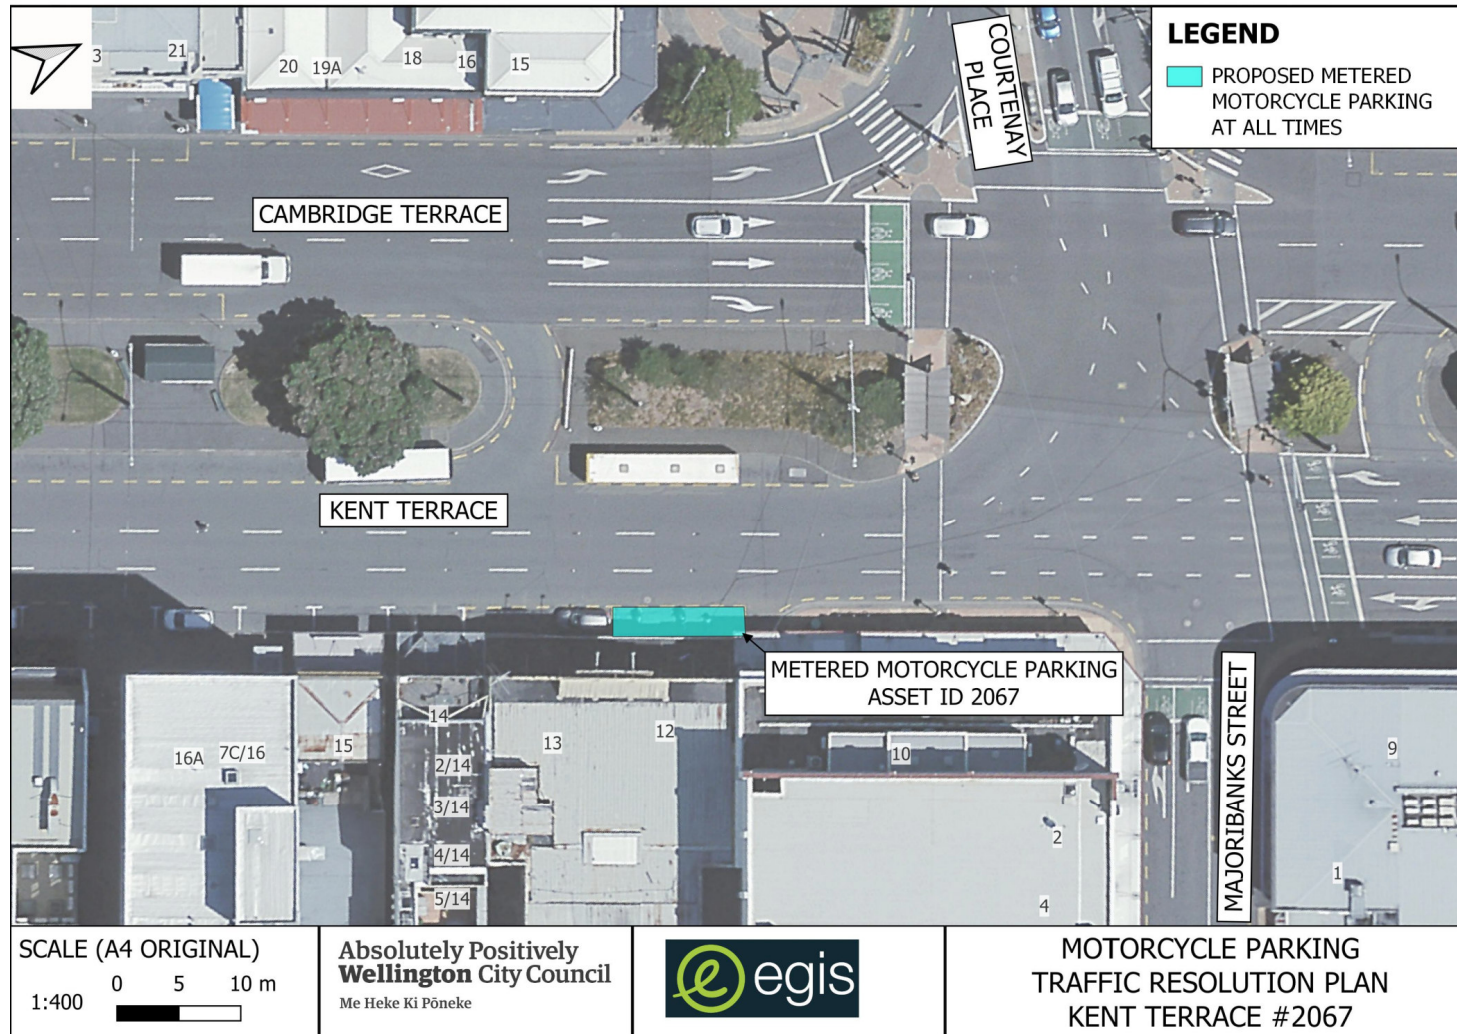 LEGEND
PROPOSED METERED
MOTORCYCLE PARKING
AT ALL TIMES
COURTENAY
PLACE
3
21
20
19A
18
16
15
CAMBRIDGE TERRACE
KENT TERRACE
METERED MOTORCYCLE PARKING
ASSET ID 2067
MAJORIBANKS STREET
16A
7C/16
15
14
2/14
3/14
4/14
5/14
13
12
10
2
4
9
1
SCALE (A4 ORIGINAL)
1:400
0 5 10 m
Absolutely Positively
Wellington City Council
Me Heke Ki Pōneke
egis
MOTORCYCLE PARKING
TRAFFIC RESOLUTION PLAN
KENT TERRACE #2067